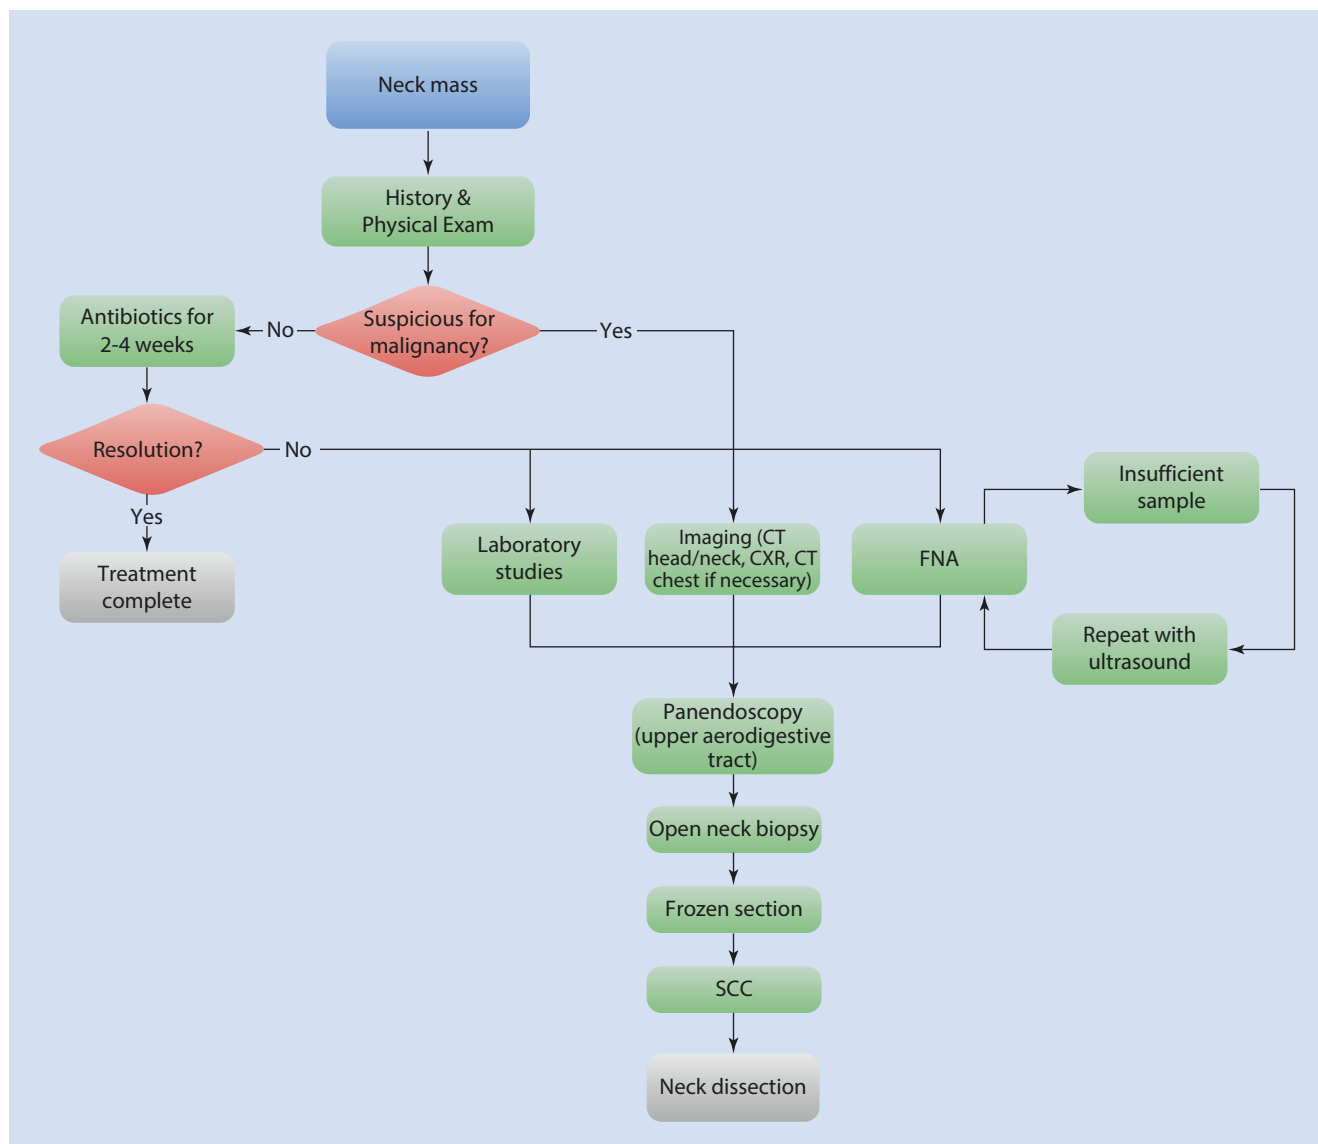 Neck mass
History &
Physical Exam
Suspicious for
malignancy?
No
Yes
Antibiotics for
2-4 weeks
Resolution?
No
Yes
Treatment
complete
Laboratory
studies
Imaging (CT
head/neck, CXR, CT
chest if necessary)
FNA
Insufficient
sample
Repeat with
ultrasound
Panendoscopy
(upper aerodigestive
tract)
Open neck biopsy
Frozen section
SCC
Neck dissection